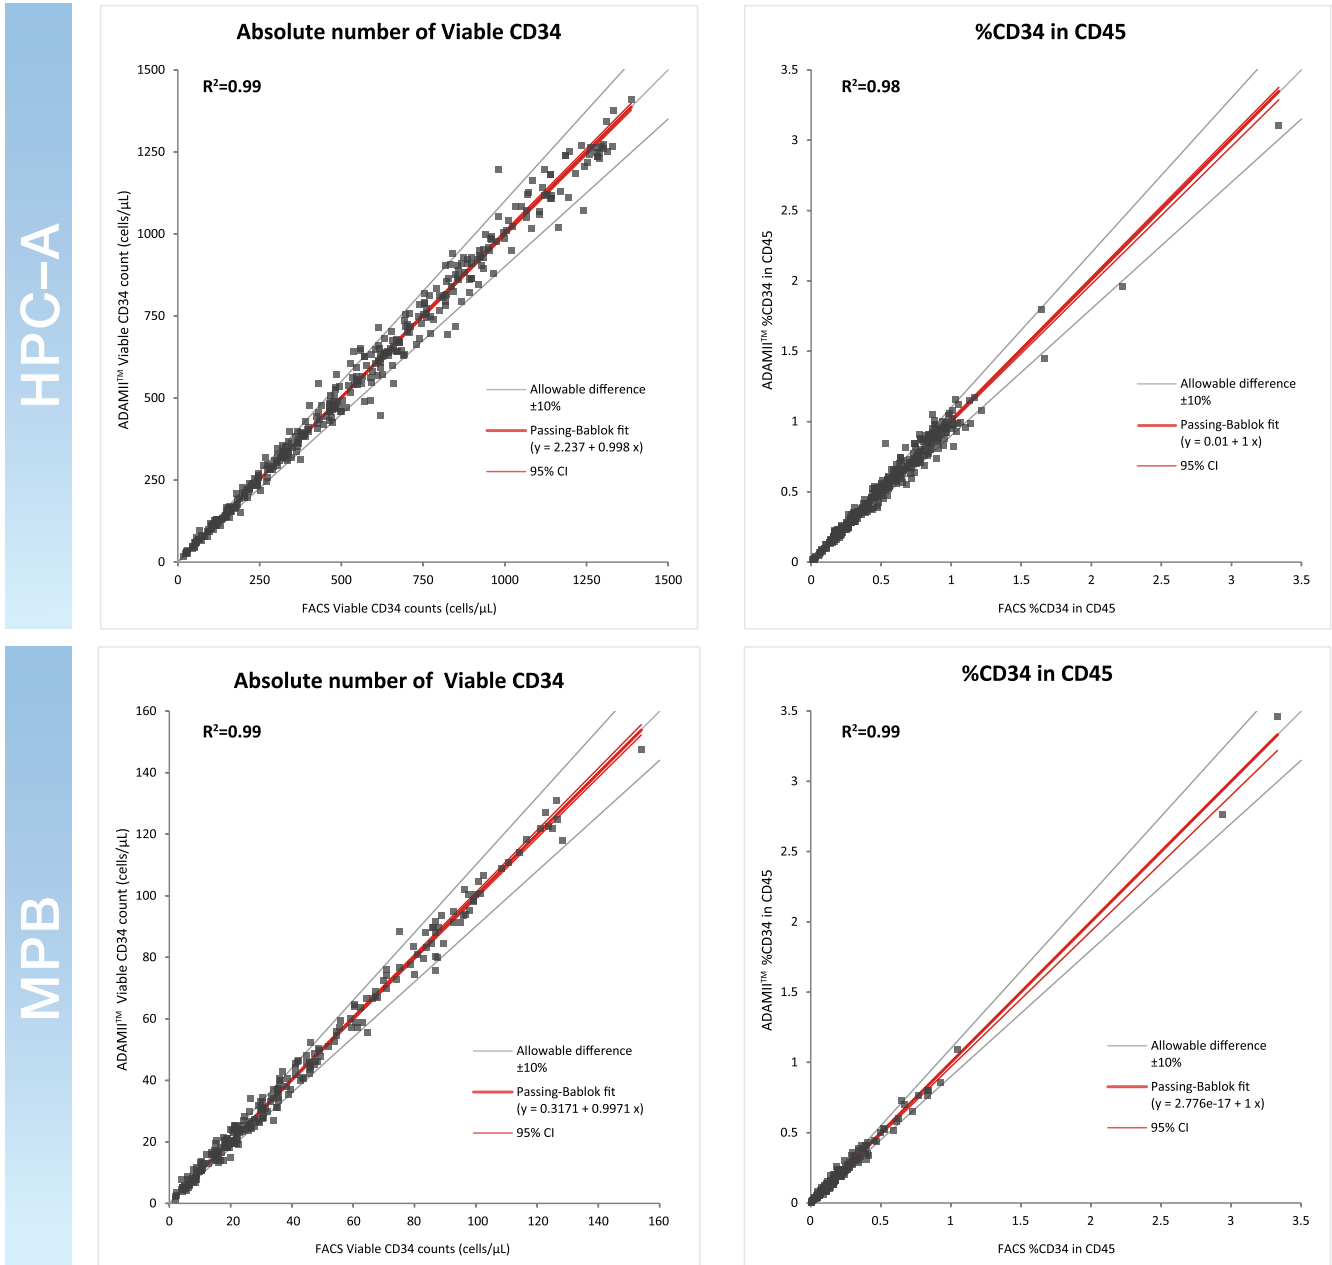 HPC-A
Absolute number of Viable CD34
R²=0.99
ADAMII™ Viable CD34 count (cells/µL)
1500
1250
1000
750
500
250
0
0 250 500 750 1000 1250 1500
FACS Viable CD34 counts (cells/µL)
Allowable difference
±10%
Passing-Bablok fit
(y = 2.237 + 0.998 x)
95% CI
%CD34 in CD45
R²=0.98
ADAMII™ %CD34 in CD45
3.5
3
2.5
2
1.5
1
0.5
0
0 0.5 1 1.5 2 2.5 3 3.5
FACS %CD34 in CD45
Allowable difference
±10%
Passing-Bablok fit
(y = 0.01 + 1 x)
95% CI
MPB
Absolute number of Viable CD34
R²=0.99
ADAMII™ Viable CD34 count (cells/µL)
160
140
120
100
80
60
40
20
0
0 20 40 60 80 100 120 140 160
FACS Viable CD34 counts (cells/µL)
Allowable difference
±10%
Passing-Bablok fit
(y = 0.3171 + 0.9971 x)
95% CI
%CD34 in CD45
R²=0.99
ADAMII™ %CD34 in CD45
3.5
3
2.5
2
1.5
1
0.5
0
0 0.5 1 1.5 2 2.5 3 3.5
FACS %CD34 in CD45
Allowable difference
±10%
Passing-Bablok fit
(y = 2.776e-17 + 1 x)
95% CI